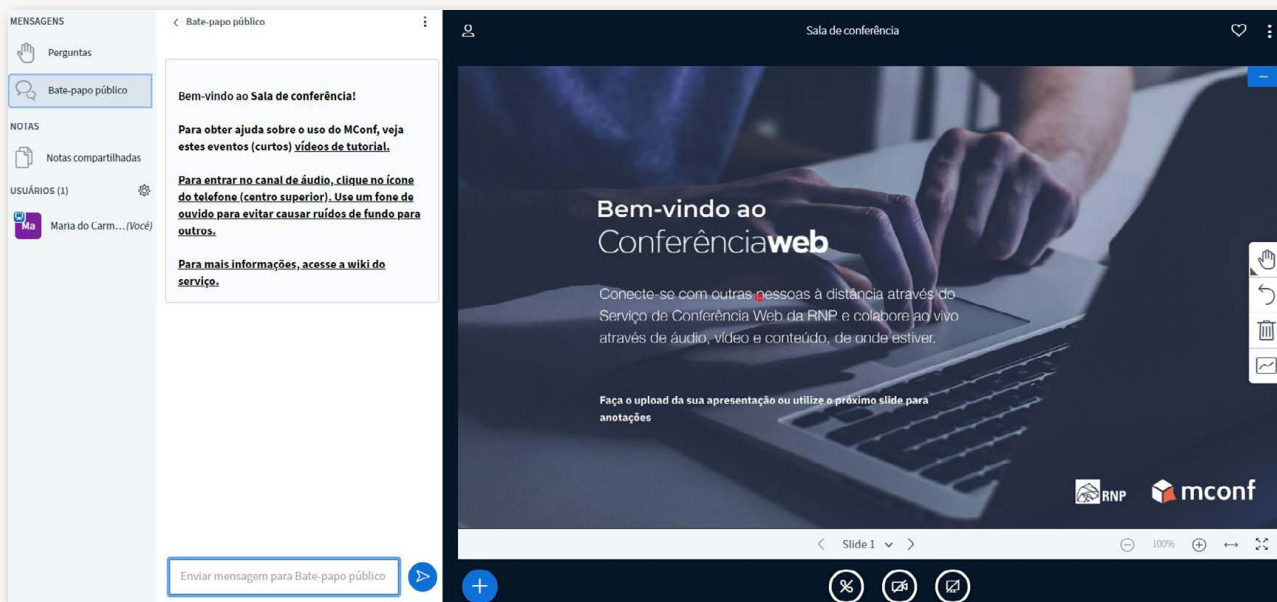 MENSAGENS
Perguntas
Bate-papo público
NOTAS
Notas compartilhadas
USUÁRIOS (1)
Ma
Maria do Carm... (Você)
Bate-papo público
Bem-vindo ao Sala de conferência!
Para obter ajuda sobre o uso do MConf, veja
estes eventos (curtos) vídeos de tutorial.
Para entrar no canal de áudio, clique no ícone
do telefone (centro superior). Use um fone de
ouvido para evitar causar ruídos de fundo para
outros.
Para mais informações, acesse a wiki do
serviço.
Enviar mensagem para Bate-papo público
Sala de conferência
Bem-vindo ao
Conferênciaweb
Conecte-se com outras pessoas à distância através do
Serviço de Conferência Web da RNP e colabore ao vivo
através de áudio, vídeo e conteúdo, de onde estiver.
Faça o upload da sua apresentação ou utilize o próximo slide para
anotações
RNP
mconf
Slide 1
100%